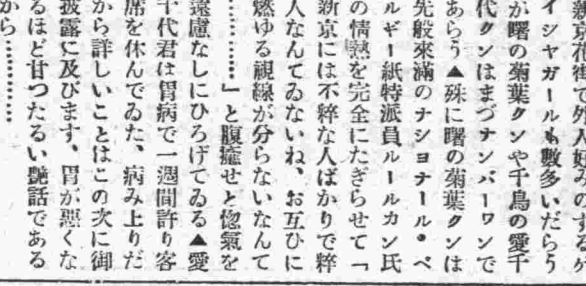 新京花街で外人好みのする
イシヤガールも數多いだらう
が曙の菊葉クンや千鳥の愛千
代クンはまづナンバーワンで
あらう▲殊に曙の菊葉クンは
先般來滿のナシヨナール・ベ
ルギー紙特派員ルールカン氏
の情熱を完全にたぎらせて「
新京には不粹な人ばかりで粹
人なんてゐないね、お互ひに
燃ゆる視線が分らないなんて
…………」と腹癒せと惚氣を
遠慮なしにひろげてゐる▲愛
千代君は胃病で一週間許り客
席を休んでゐた、病み上りだ
から詳しいことはこの次に御
披露に及びます、胃が惡くな
るほど甘つたるい艷話である
から…………